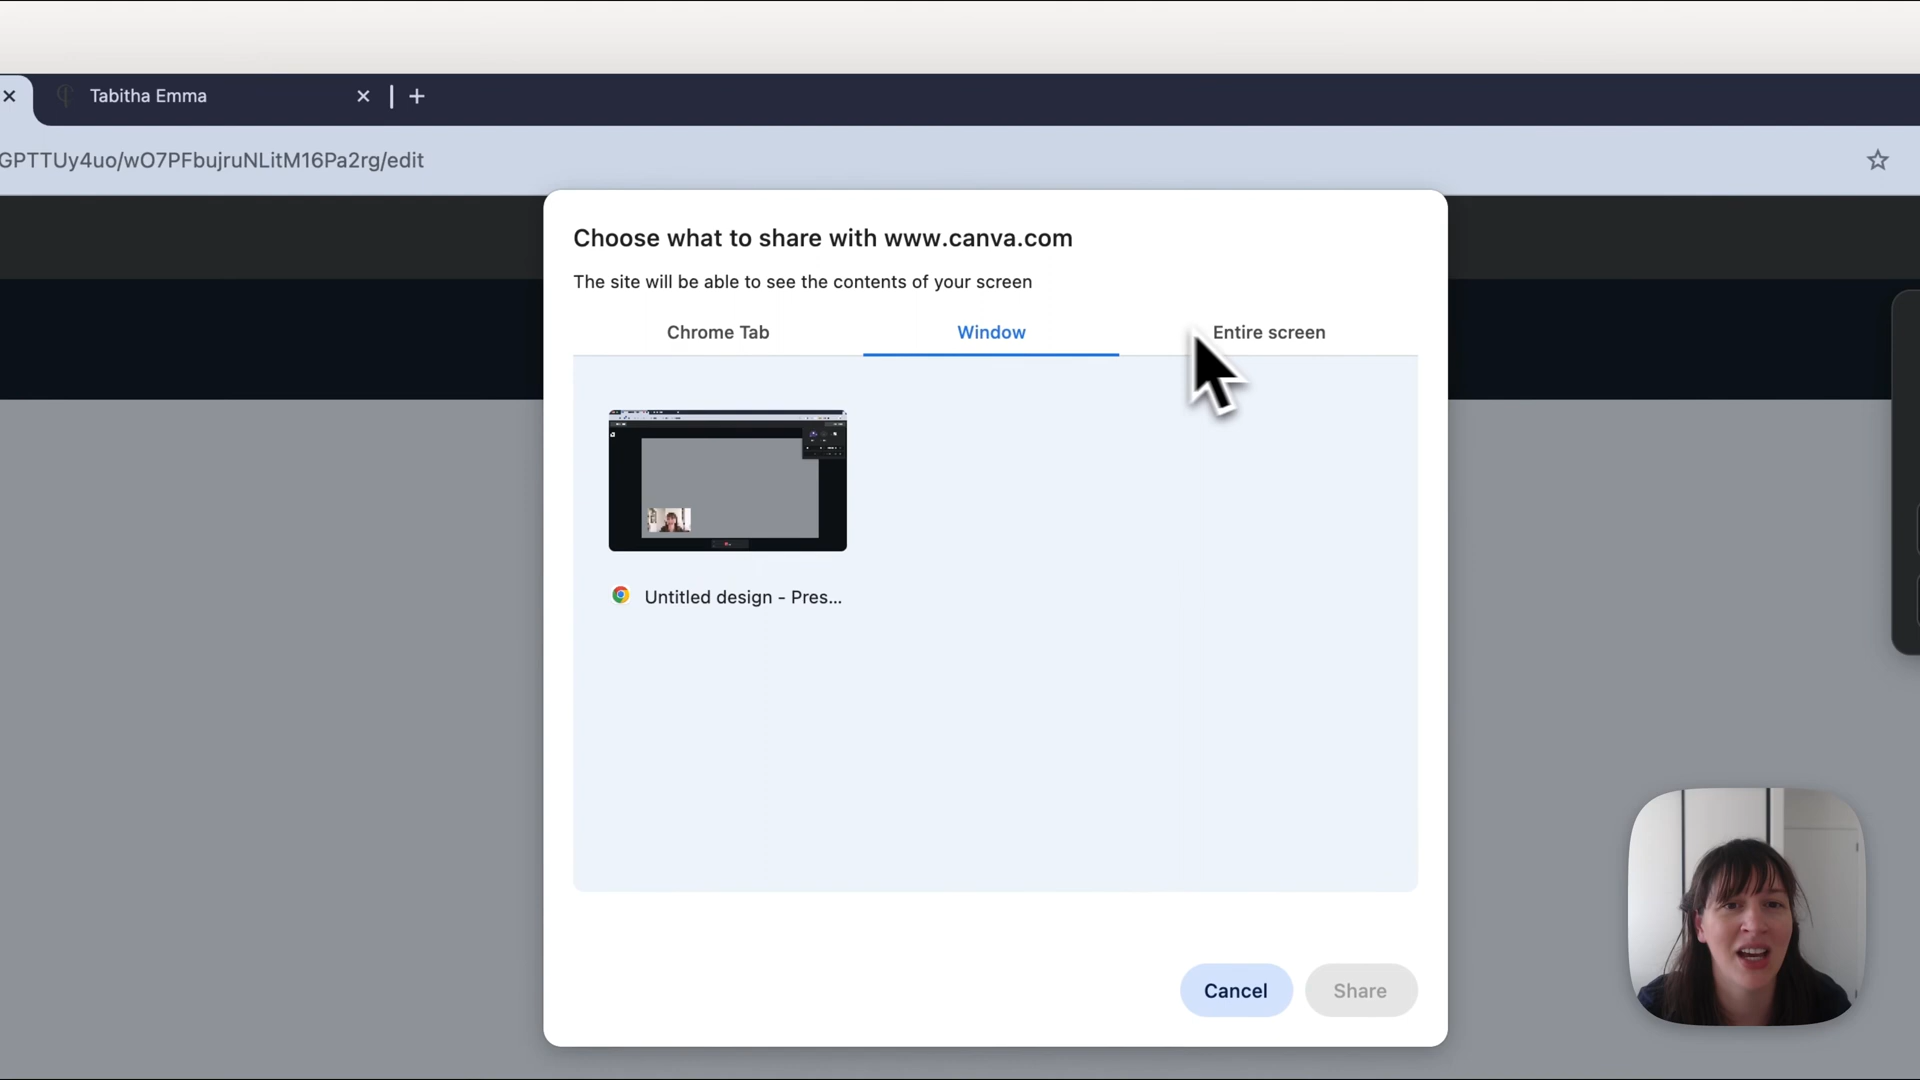 Tabitha Emma
GPTTUy4uo/wO7PFbujruNLitM16Pa2rg/edit
Choose what to share with www.canva.com
The site will be able to see the contents of your screen
Chrome Tab
Window
Entire screen
Untitled design - Pres...
Cancel
Share